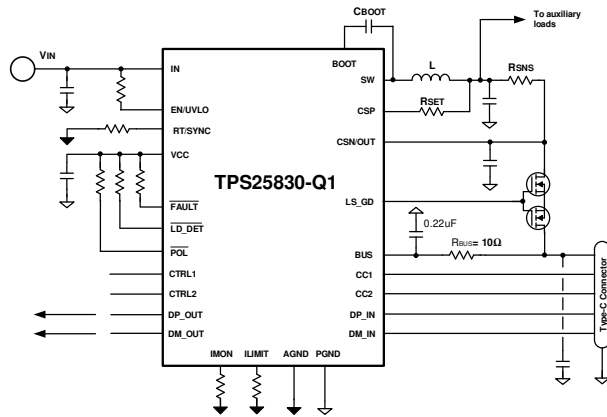 CBOOT
To auxiliary
loads
VIN
IN
BOOT
SW
L
RSNS
EN/UVLO
CSP
RSET
RT/SYNC
CSN/OUT
VCC
TPS25830-Q1
FAULT
LS_GD
LD_DET
0.22uF
POL
BUS
RBUS= 10Ω
CTRL1
CC1
CTRL2
CC2
DP_OUT
DP_IN
DM_OUT
DM_IN
Type-C Connector
IMON
ILIMIT
AGND
PGND